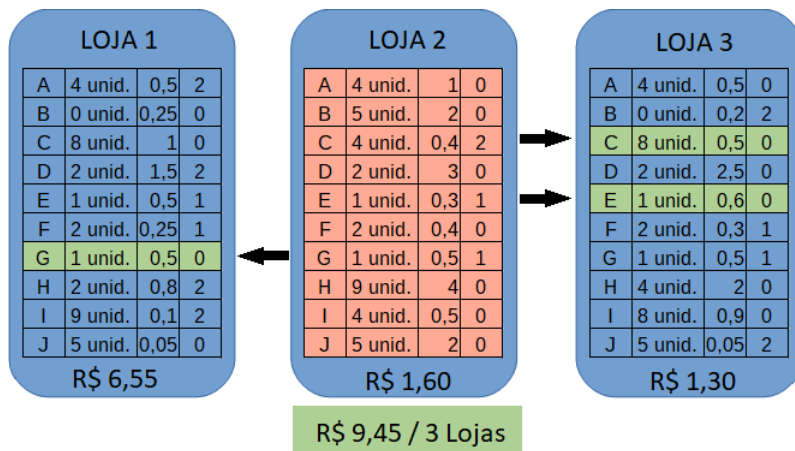 LOJA 1
A 4 unid. 0,5 2
B 0 unid. 0,25 0
C 8 unid. 1 0
D 2 unid. 1,5 2
E 1 unid. 0,5 1
F 2 unid. 0,25 1
G 1 unid. 0,5 0
H 2 unid. 0,8 2
I 9 unid. 0,1 2
J 5 unid. 0,05 0
R$ 6,55
LOJA 2
A 4 unid. 1 0
B 5 unid. 2 0
C 4 unid. 0,4 2
D 2 unid. 3 0
E 1 unid. 0,3 1
F 2 unid. 0,4 0
G 1 unid. 0,5 1
H 9 unid. 4 0
I 4 unid. 0,5 0
J 5 unid. 2 0
R$ 1,60
LOJA 3
A 4 unid. 0,5 0
B 0 unid. 0,2 2
C 8 unid. 0,5 0
D 2 unid. 2,5 0
E 1 unid. 0,6 0
F 2 unid. 0,3 1
G 1 unid. 0,5 1
H 4 unid. 2 0
I 8 unid. 0,9 0
J 5 unid. 0,05 2
R$ 1,30
R$ 9,45 / 3 Lojas